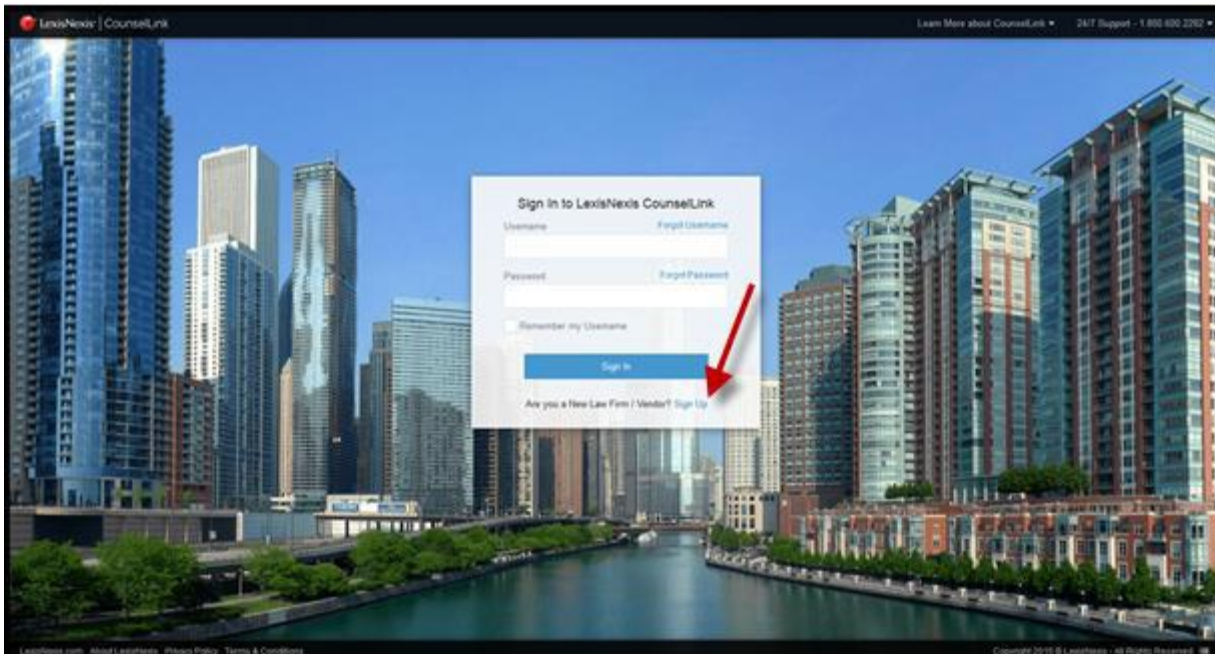 LexisNexis | CounselLink
Learn More about CounselLink
24/7 Support - 1.800.600.2282
Sign In to LexisNexis CounselLink
Username
Forgot Username
Password
Forgot Password
Remember my Username
Sign In
Are you a New Law Firm / Vendor? Sign Up
LexisNexis.com About LexisNexis Privacy Policy Terms & Conditions
Copyright 2015 © LexisNexis - All Rights Reserved